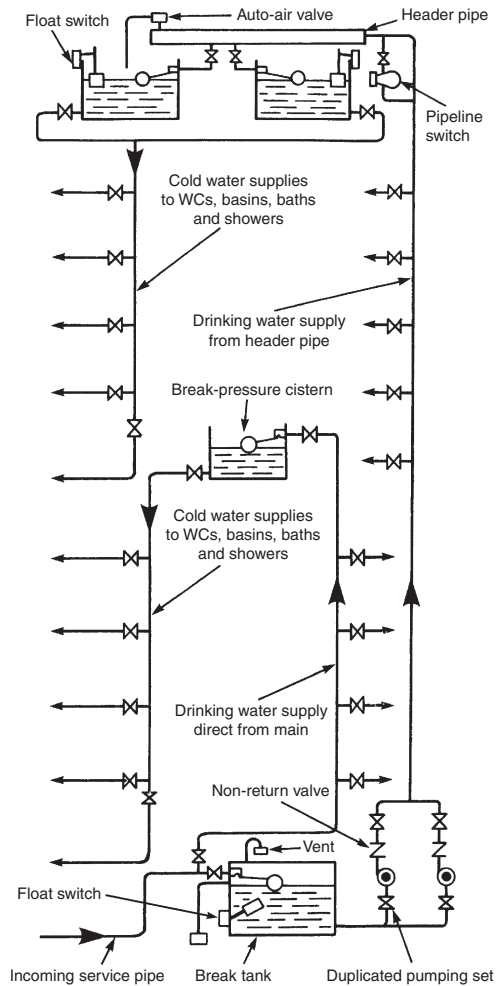 Float switch
Auto-air valve
Header pipe
Pipeline
switch
Cold water supplies
to WCs, basins, baths
and showers
Drinking water supply
from header pipe
Break-pressure cistern
Cold water supplies
to WCs, basins, baths
and showers
Drinking water supply
direct from main
Non-return valve
Vent
Float switch
Incoming service pipe
Break tank
Duplicated pumping set